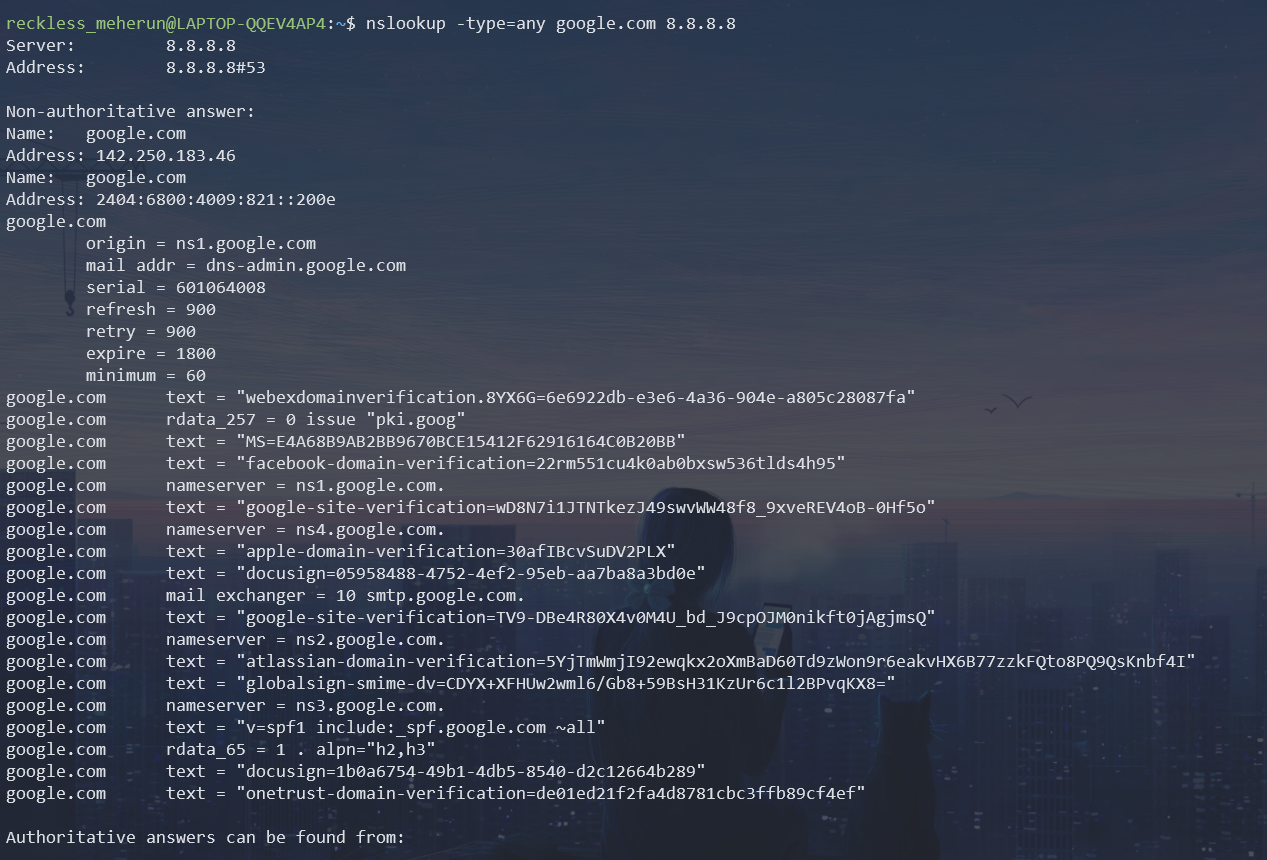 reckless_meherun@LAPTOP-QQEV4AP4:~$ nslookup -type=any google.com 8.8.8.8
Server:         8.8.8.8
Address:        8.8.8.8#53

Non-authoritative answer:
Name:   google.com
Address: 142.250.183.46
Name:   google.com
Address: 2404:6800:4009:821::200e
google.com
        origin = ns1.google.com
        mail addr = dns-admin.google.com
        serial = 601064008
        refresh = 900
        retry = 900
        expire = 1800
        minimum = 60
google.com      text = "webexdomainverification.8YX6G=6e6922db-e3e6-4a36-904e-a805c28087fa"
google.com      rdata_257 = 0 issue "pki.goog"
google.com      text = "MS=E4A68B9AB2BB9670BCE15412F62916164C0B20BB"
google.com      text = "facebook-domain-verification=22rm551cu4k0ab0bxsw536tlds4h95"
google.com      nameserver = ns1.google.com.
google.com      text = "google-site-verification=wD8N7i1JTNTkezJ49swvWW48f8_9xveREV4oB-0Hf5o"
google.com      nameserver = ns4.google.com.
google.com      text = "apple-domain-verification=30afIBcvSuDV2PLX"
google.com      text = "docusign=05958488-4752-4ef2-95eb-aa7ba8a3bd0e"
google.com      mail exchanger = 10 smtp.google.com.
google.com      text = "google-site-verification=TV9-DBe4R80X4v0M4U_bd_J9cpOJM0nikft0jAgjmsQ"
google.com      nameserver = ns2.google.com.
google.com      text = "atlassian-domain-verification=5YjTmWmjI92ewqkx2oXmBaD60Td9zWon9r6eakvHX6B77zzkFQto8PQ9QsKnbf4I"
google.com      text = "globalsign-smime-dv=CDYX+XFHUw2wml6/Gb8+59BsH31KzUr6c1l2BPvqKX8="
google.com      nameserver = ns3.google.com.
google.com      text = "v=spf1 include:_spf.google.com ~all"
google.com      rdata_65 = 1 . alpn="h2,h3"
google.com      text = "docusign=1b0a6754-49b1-4db5-8540-d2c12664b289"
google.com      text = "onetrust-domain-verification=de01ed21f2fa4d8781cbc3ffb89cf4ef"

Authoritative answers can be found from: